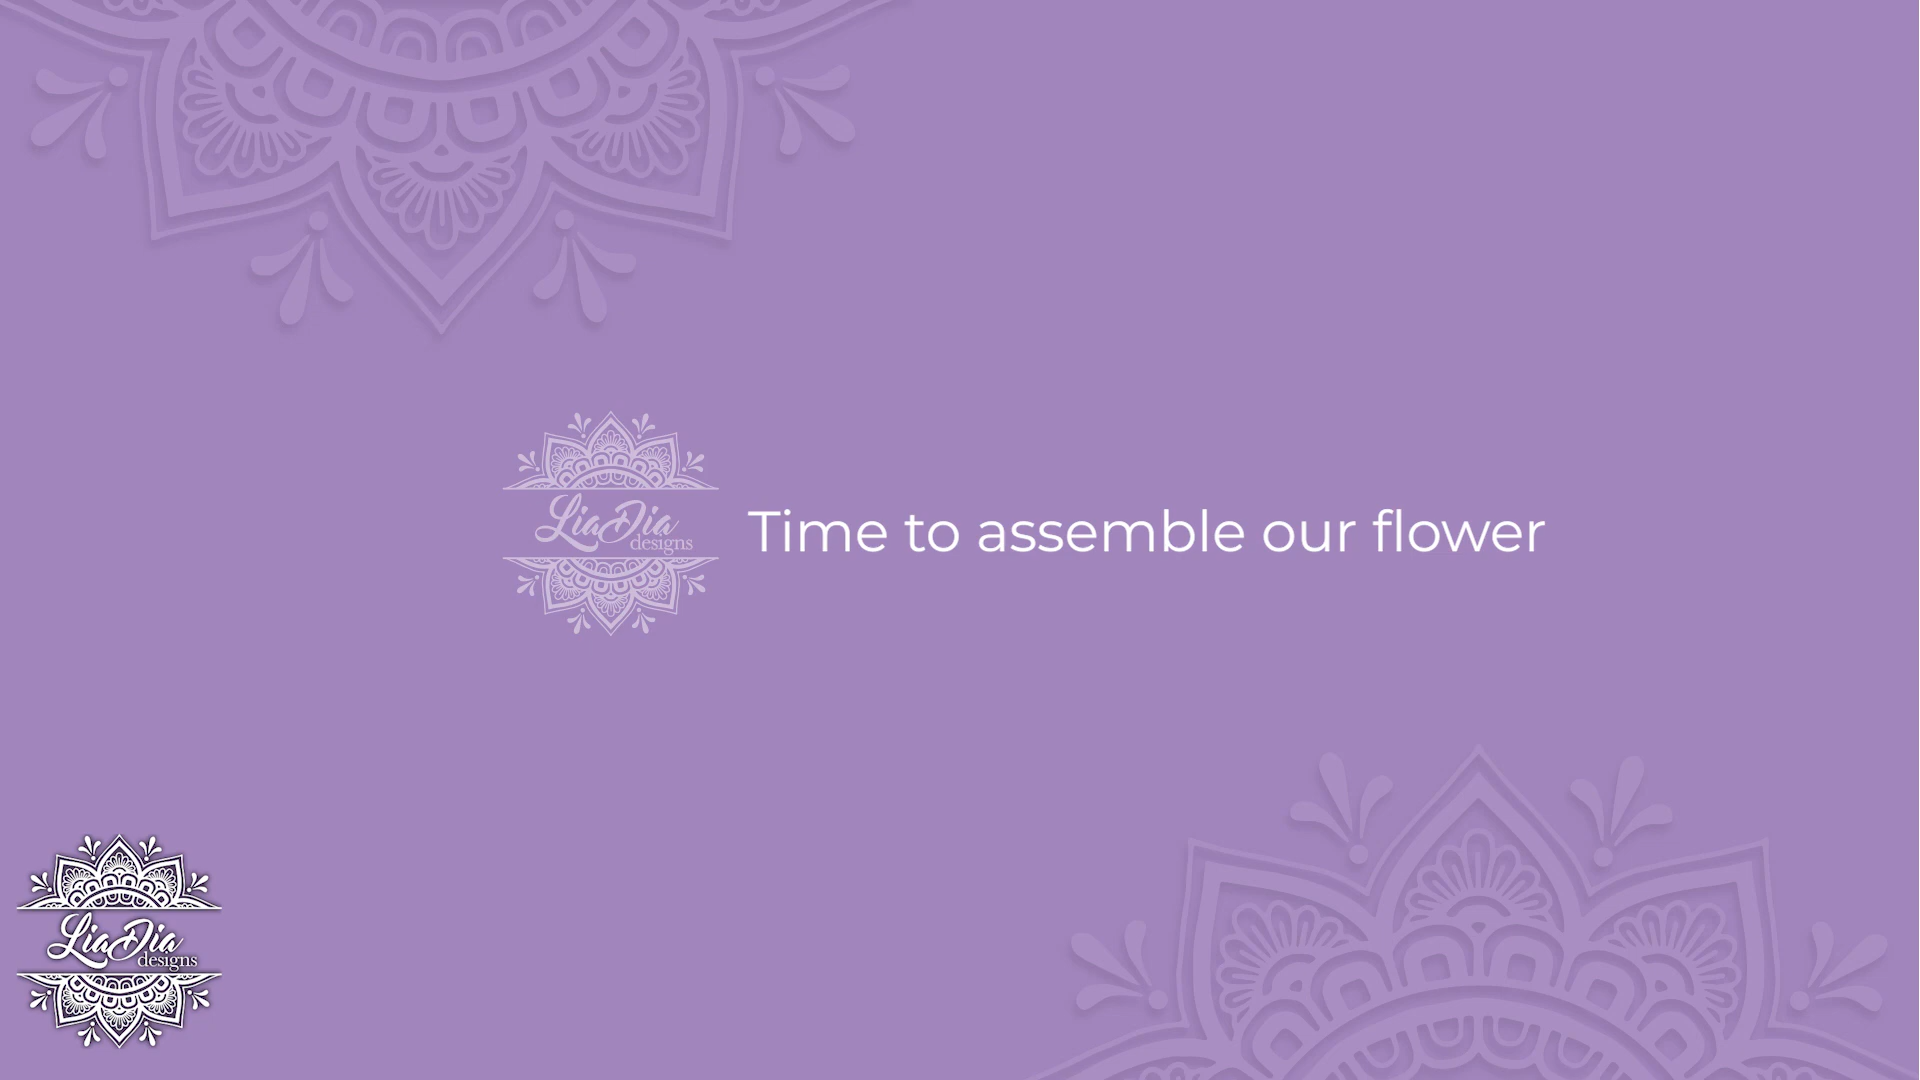 LiaDia
designs
Time to assemble our flower
LiaDia
designs